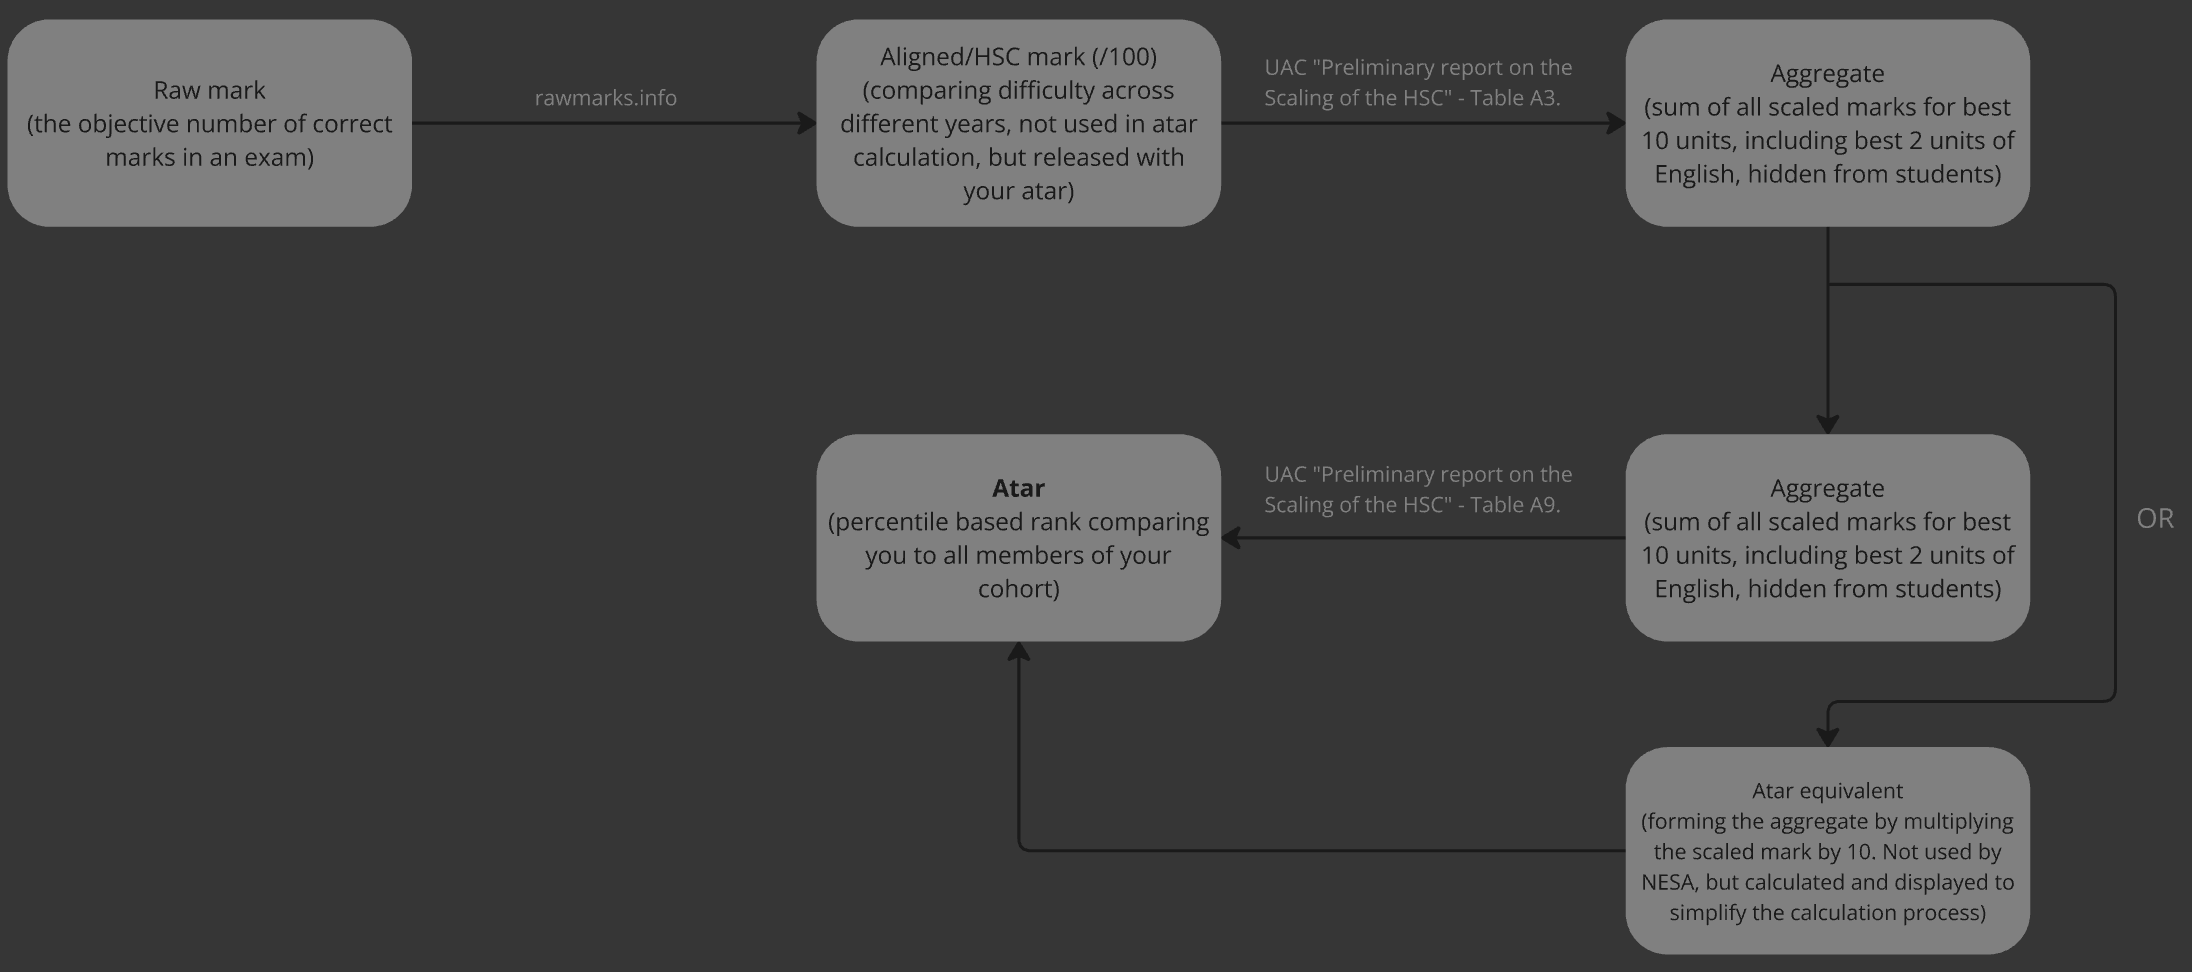 Raw mark
(the objective number of correct
marks in an exam)
rawmarks.info
Aligned/HSC mark (/100)
(comparing difficulty across
different years, not used in atar
calculation, but released with
your atar)
UAC "Preliminary report on the
Scaling of the HSC" - Table A3.
Aggregate
(sum of all scaled marks for best
10 units, including best 2 units of
English, hidden from students)
Atar
(percentile based rank comparing
you to all members of your
cohort)
UAC "Preliminary report on the
Scaling of the HSC" - Table A9.
Aggregate
(sum of all scaled marks for best
10 units, including best 2 units of
English, hidden from students)
OR
Atar equivalent
(forming the aggregate by multiplying
the scaled mark by 10. Not used by
NESA, but calculated and displayed to
simplify the calculation process)